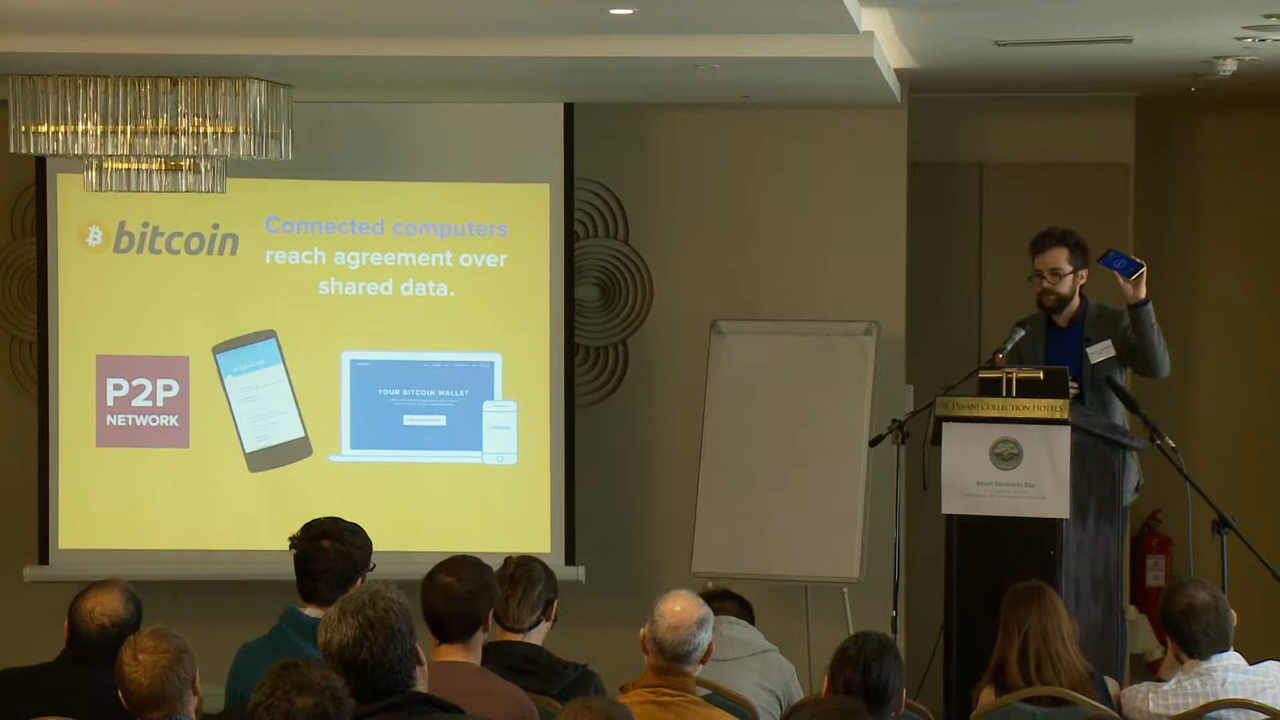 bitcoin
Connected computers
reach agreement over
shared data.
P2P
NETWORK
YOUR BITCOIN WALLET
DIVANI COLLECTION HOTELS
Smart Contracts Day